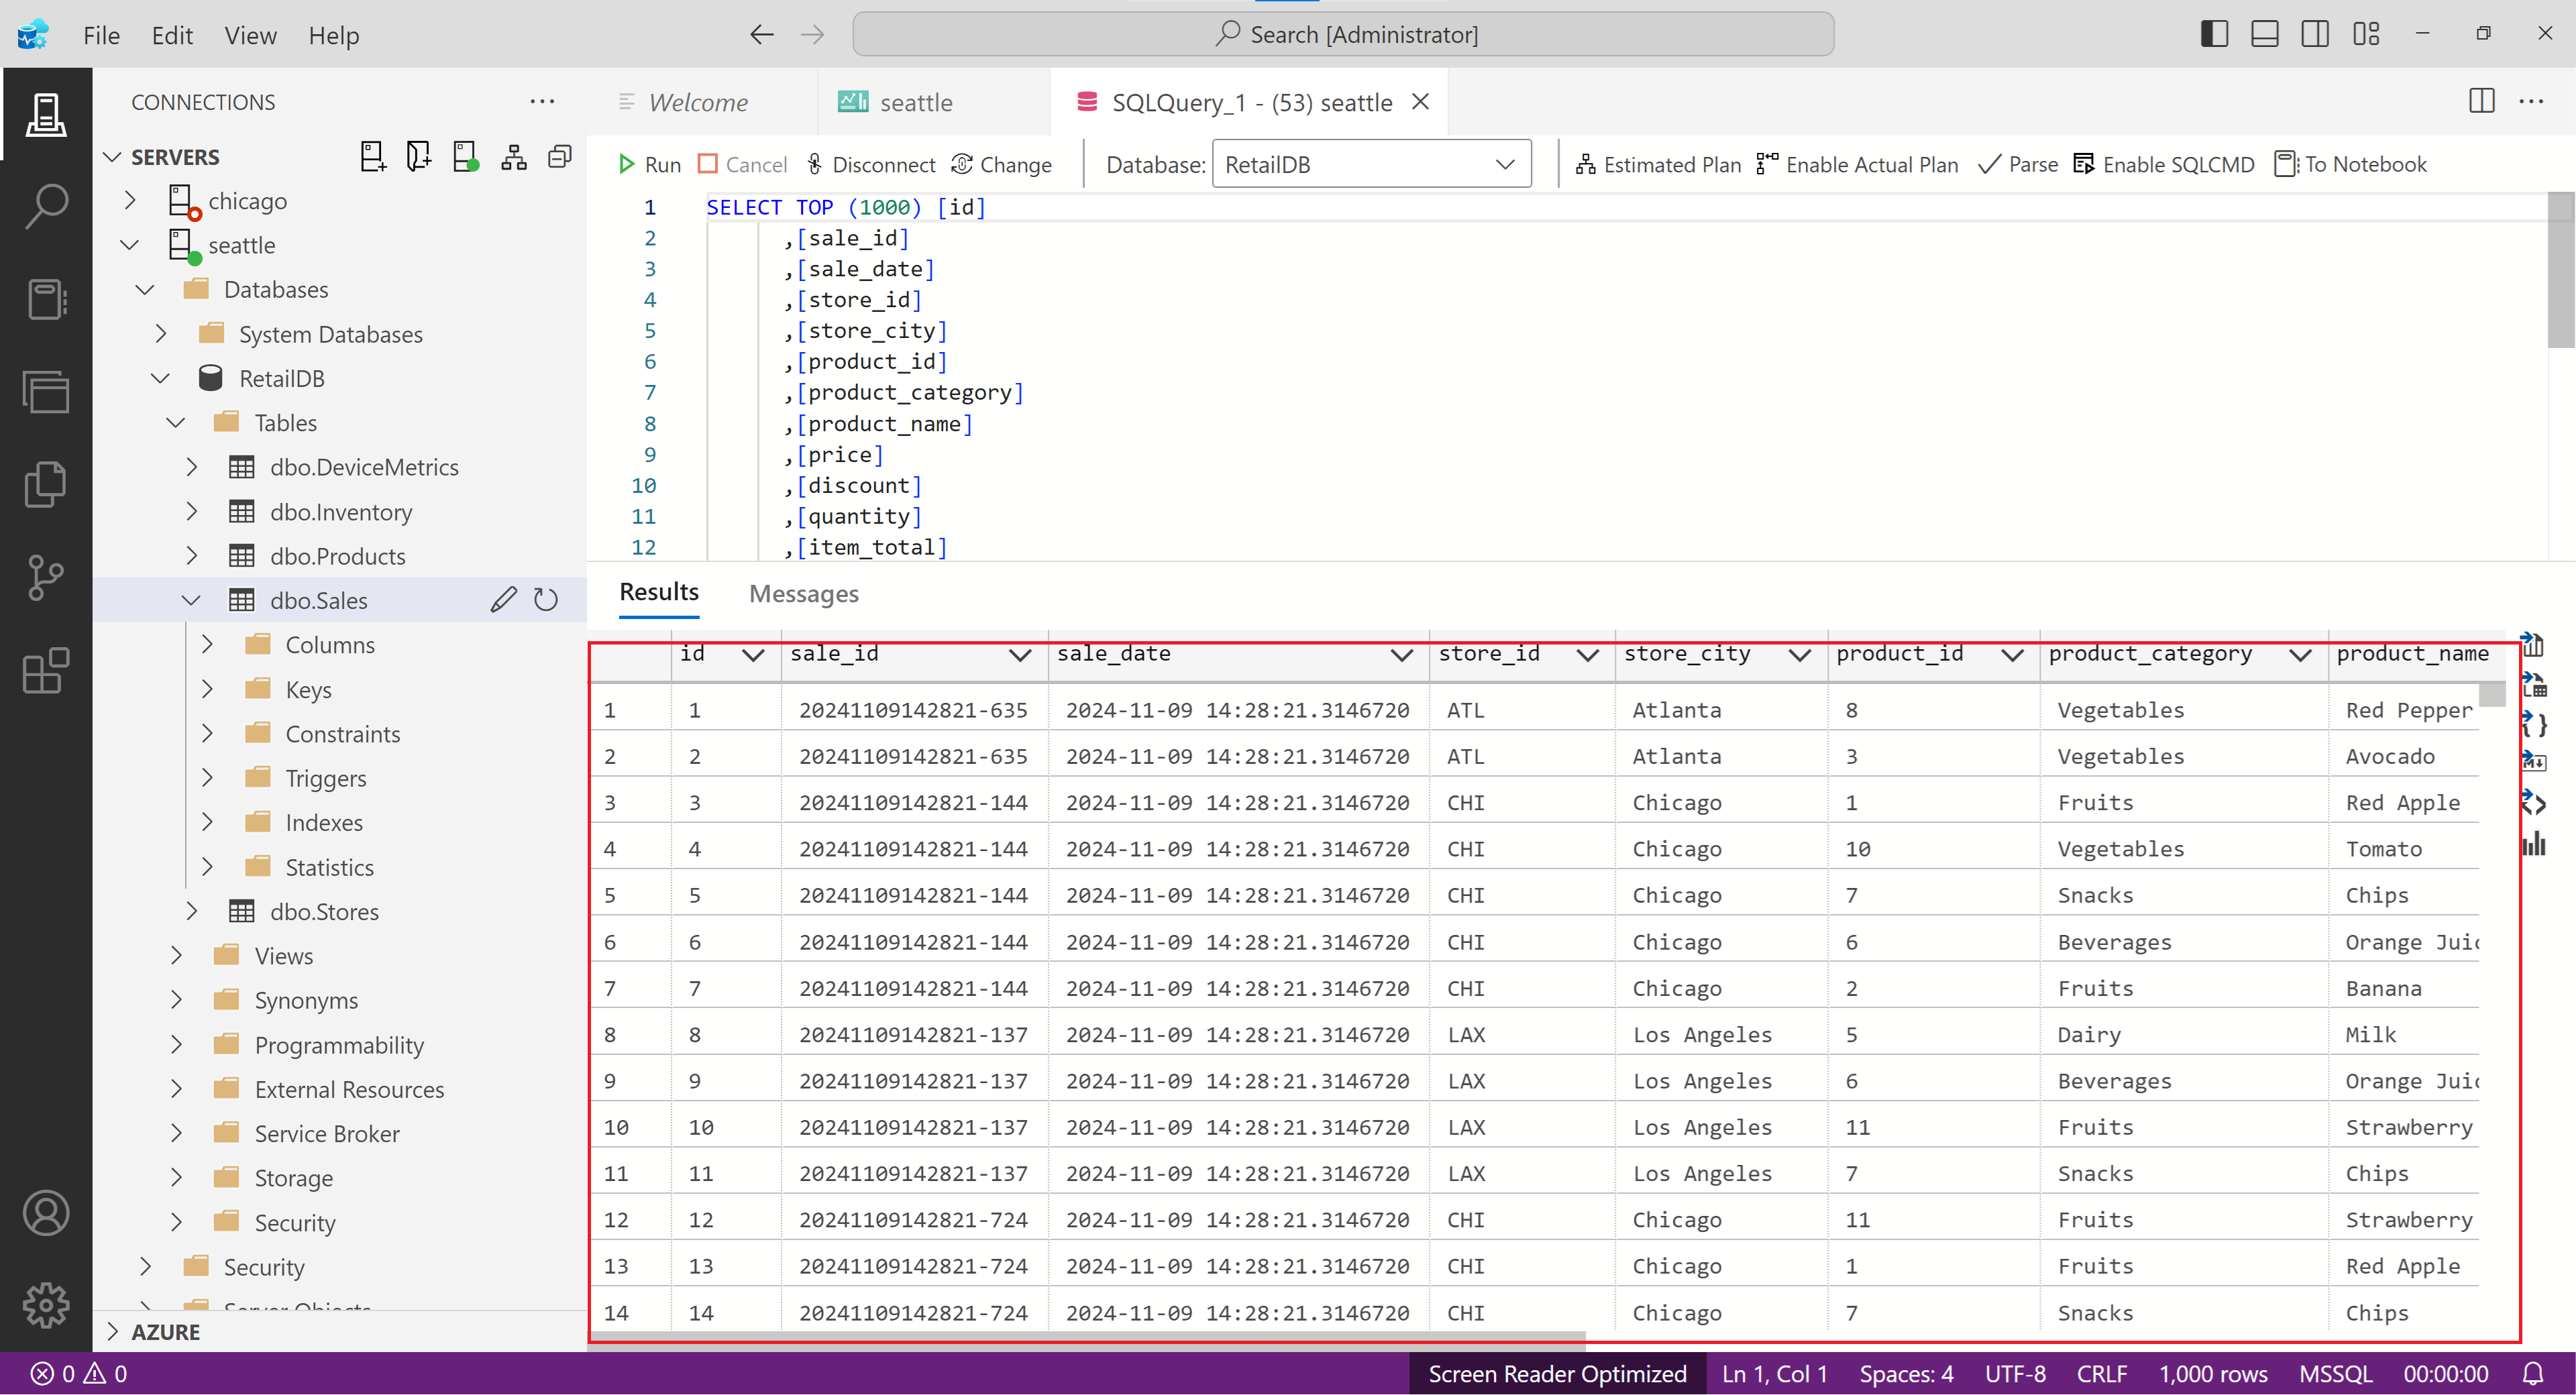 File Edit View Help Search [Administrator]
CONNECTIONS
SERVERS
chicago
seattle
Databases
System Databases
RetailDB
Tables
dbo.DeviceMetrics
dbo.Inventory
dbo.Products
dbo.Sales
Columns
Keys
Constraints
Triggers
Indexes
Statistics
dbo.Stores
Views
Synonyms
Programmability
External Resources
Service Broker
Storage
Security
Security
Server Objects
AZURE
Welcome seattle SQLQuery_1 - (53) seattle
Run Cancel Disconnect Change Database: RetailDB Estimated Plan Enable Actual Plan Parse Enable SQLCMD To Notebook
1 SELECT TOP (1000) [id]
2 ,[sale_id]
3 ,[sale_date]
4 ,[store_id]
5 ,[store_city]
6 ,[product_id]
7 ,[product_category]
8 ,[product_name]
9 ,[price]
10 ,[discount]
11 ,[quantity]
12 ,[item_total]
Results Messages
id sale_id sale_date store_id store_city product_id product_category product_name
1 1 20241109142821-635 2024-11-09 14:28:21.3146720 ATL Atlanta 8 Vegetables Red Pepper
2 2 20241109142821-635 2024-11-09 14:28:21.3146720 ATL Atlanta 3 Vegetables Avocado
3 3 20241109142821-144 2024-11-09 14:28:21.3146720 CHI Chicago 1 Fruits Red Apple
4 4 20241109142821-144 2024-11-09 14:28:21.3146720 CHI Chicago 10 Vegetables Tomato
5 5 20241109142821-144 2024-11-09 14:28:21.3146720 CHI Chicago 7 Snacks Chips
6 6 20241109142821-144 2024-11-09 14:28:21.3146720 CHI Chicago 6 Beverages Orange Juic
7 7 20241109142821-144 2024-11-09 14:28:21.3146720 CHI Chicago 2 Fruits Banana
8 8 20241109142821-137 2024-11-09 14:28:21.3146720 LAX Los Angeles 5 Dairy Milk
9 9 20241109142821-137 2024-11-09 14:28:21.3146720 LAX Los Angeles 6 Beverages Orange Juic
10 10 20241109142821-137 2024-11-09 14:28:21.3146720 LAX Los Angeles 11 Fruits Strawberry
11 11 20241109142821-137 2024-11-09 14:28:21.3146720 LAX Los Angeles 7 Snacks Chips
12 12 20241109142821-724 2024-11-09 14:28:21.3146720 CHI Chicago 11 Fruits Strawberry
13 13 20241109142821-724 2024-11-09 14:28:21.3146720 CHI Chicago 1 Fruits Red Apple
14 14 20241109142821-724 2024-11-09 14:28:21.3146720 CHI Chicago 7 Snacks Chips
0 0 Screen Reader Optimized Ln 1, Col 1 Spaces: 4 UTF-8 CRLF 1,000 rows MSSQL 00:00:00